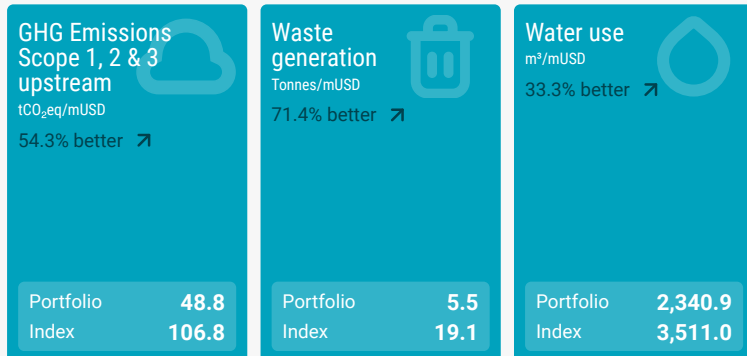 GHG Emissions
Scope 1, 2 & 3
upstream
tCO₂eq/mUSD
54.3% better
Portfolio 48.8
Index 106.8
Waste
generation
Tonnes/mUSD
71.4% better
Portfolio 5.5
Index 19.1
Water use
m³/mUSD
33.3% better
Portfolio 2,340.9
Index 3,511.0